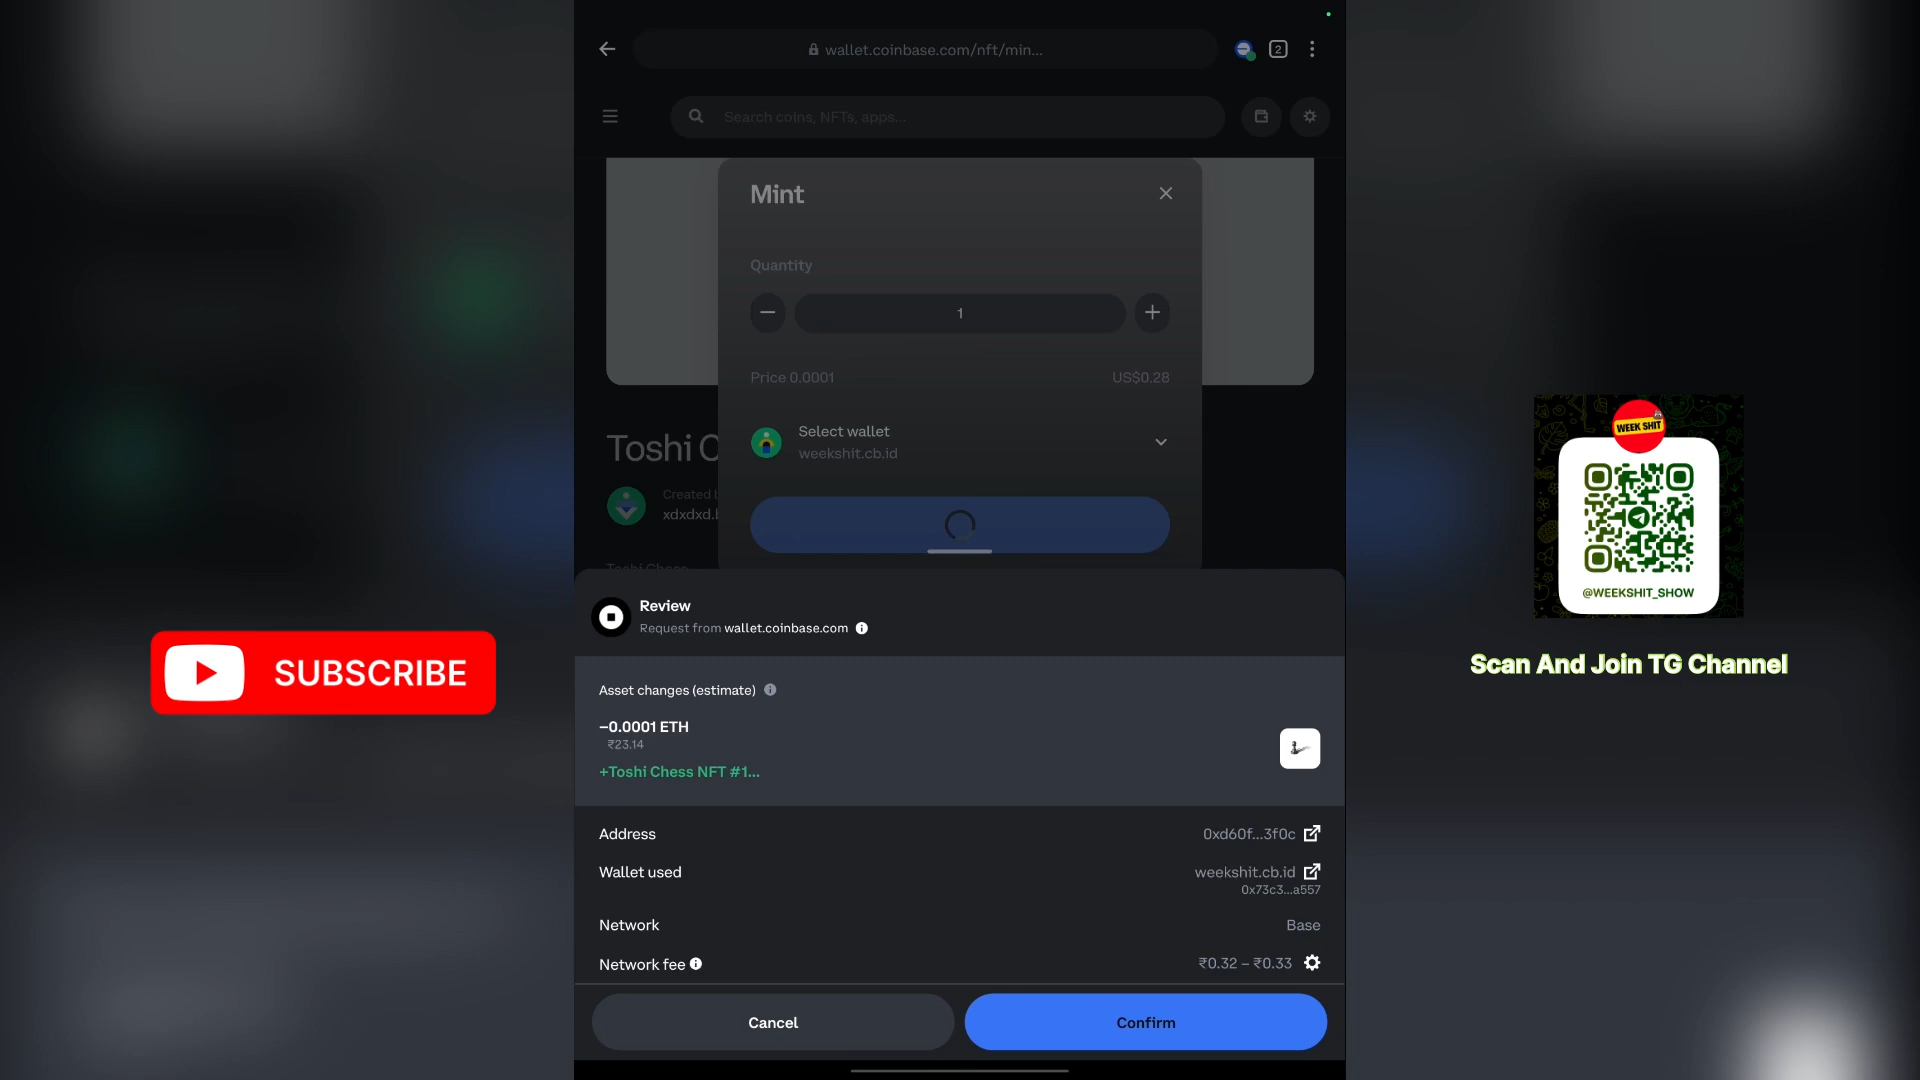 wallet.coinbase.com/nft/min...
2
Search coins, NFTs, apps...
Mint
Quantity
1
Price 0.0001
US$0.28
Select wallet
weekshit.cb.id
Toshi C
Created b
xdxdxd.b
Toshi Chess
Review
Request from wallet.coinbase.com
Asset changes (estimate)
−0.0001 ETH
₹23.14
+Toshi Chess NFT #1...
Address
0xd60f...3f0c
Wallet used
weekshit.cb.id
0x73c3...a557
Network
Base
Network fee
₹0.32 – ₹0.33
Cancel
Confirm
SUBSCRIBE
WEEK SHIT
@WEEKSHIT_SHOW
Scan And Join TG Channel